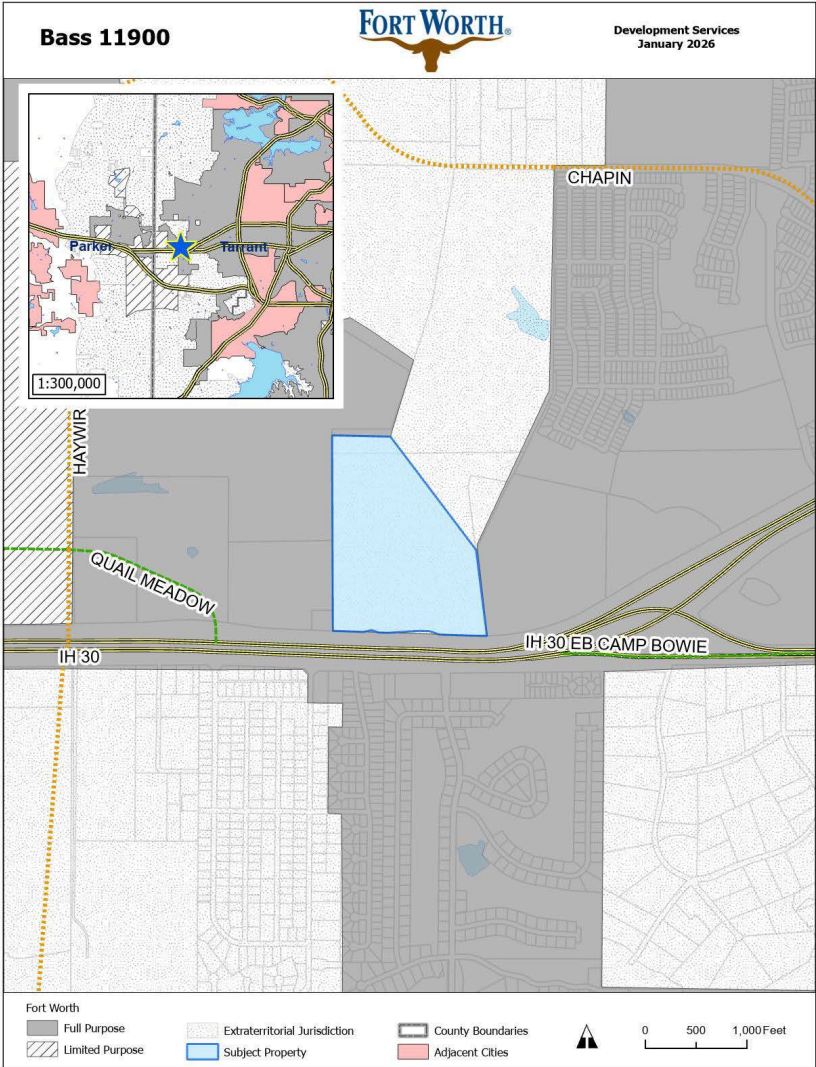 Bass 11900
FORT WORTH®
Development Services
January 2026
CHAPIN
Parker
Tarrant
1:300,000
HAYWIR
QUAIL MEADOW
IH 30
IH 30 EB CAMP BOWIE
Fort Worth
Full Purpose
Limited Purpose
Extraterritorial Jurisdiction
Subject Property
County Boundaries
Adjacent Cities
0 500 1,000 Feet